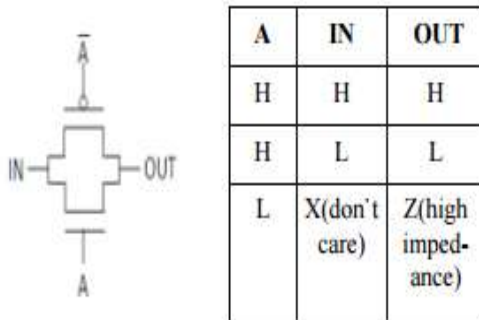 Ā
IN
OUT
A
A IN OUT
H H H
H L L
L X(don't care) Z(high imped-ance)